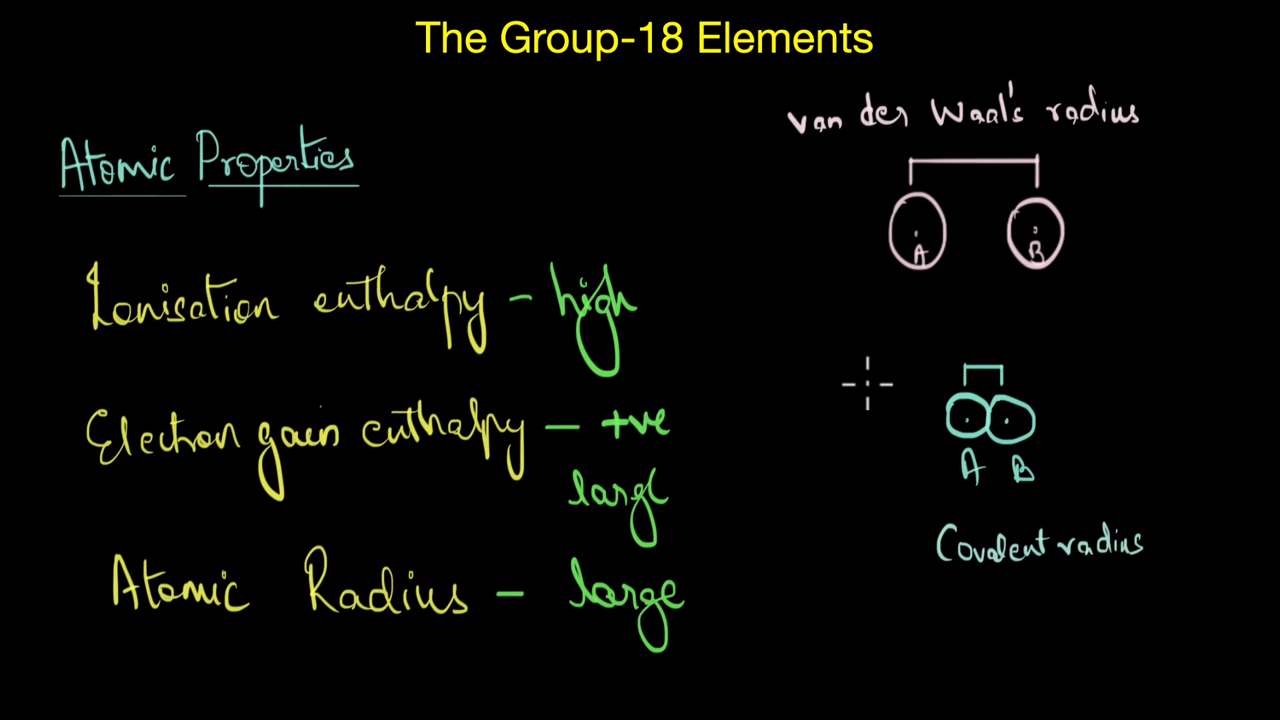 The Group-18 Elements
Atomic Properties
Ionisation enthalpy - high
Electron gain enthalpy - +ve
large
Atomic Radius - large
van der Waal's radius
A B
A B
Covalent radius